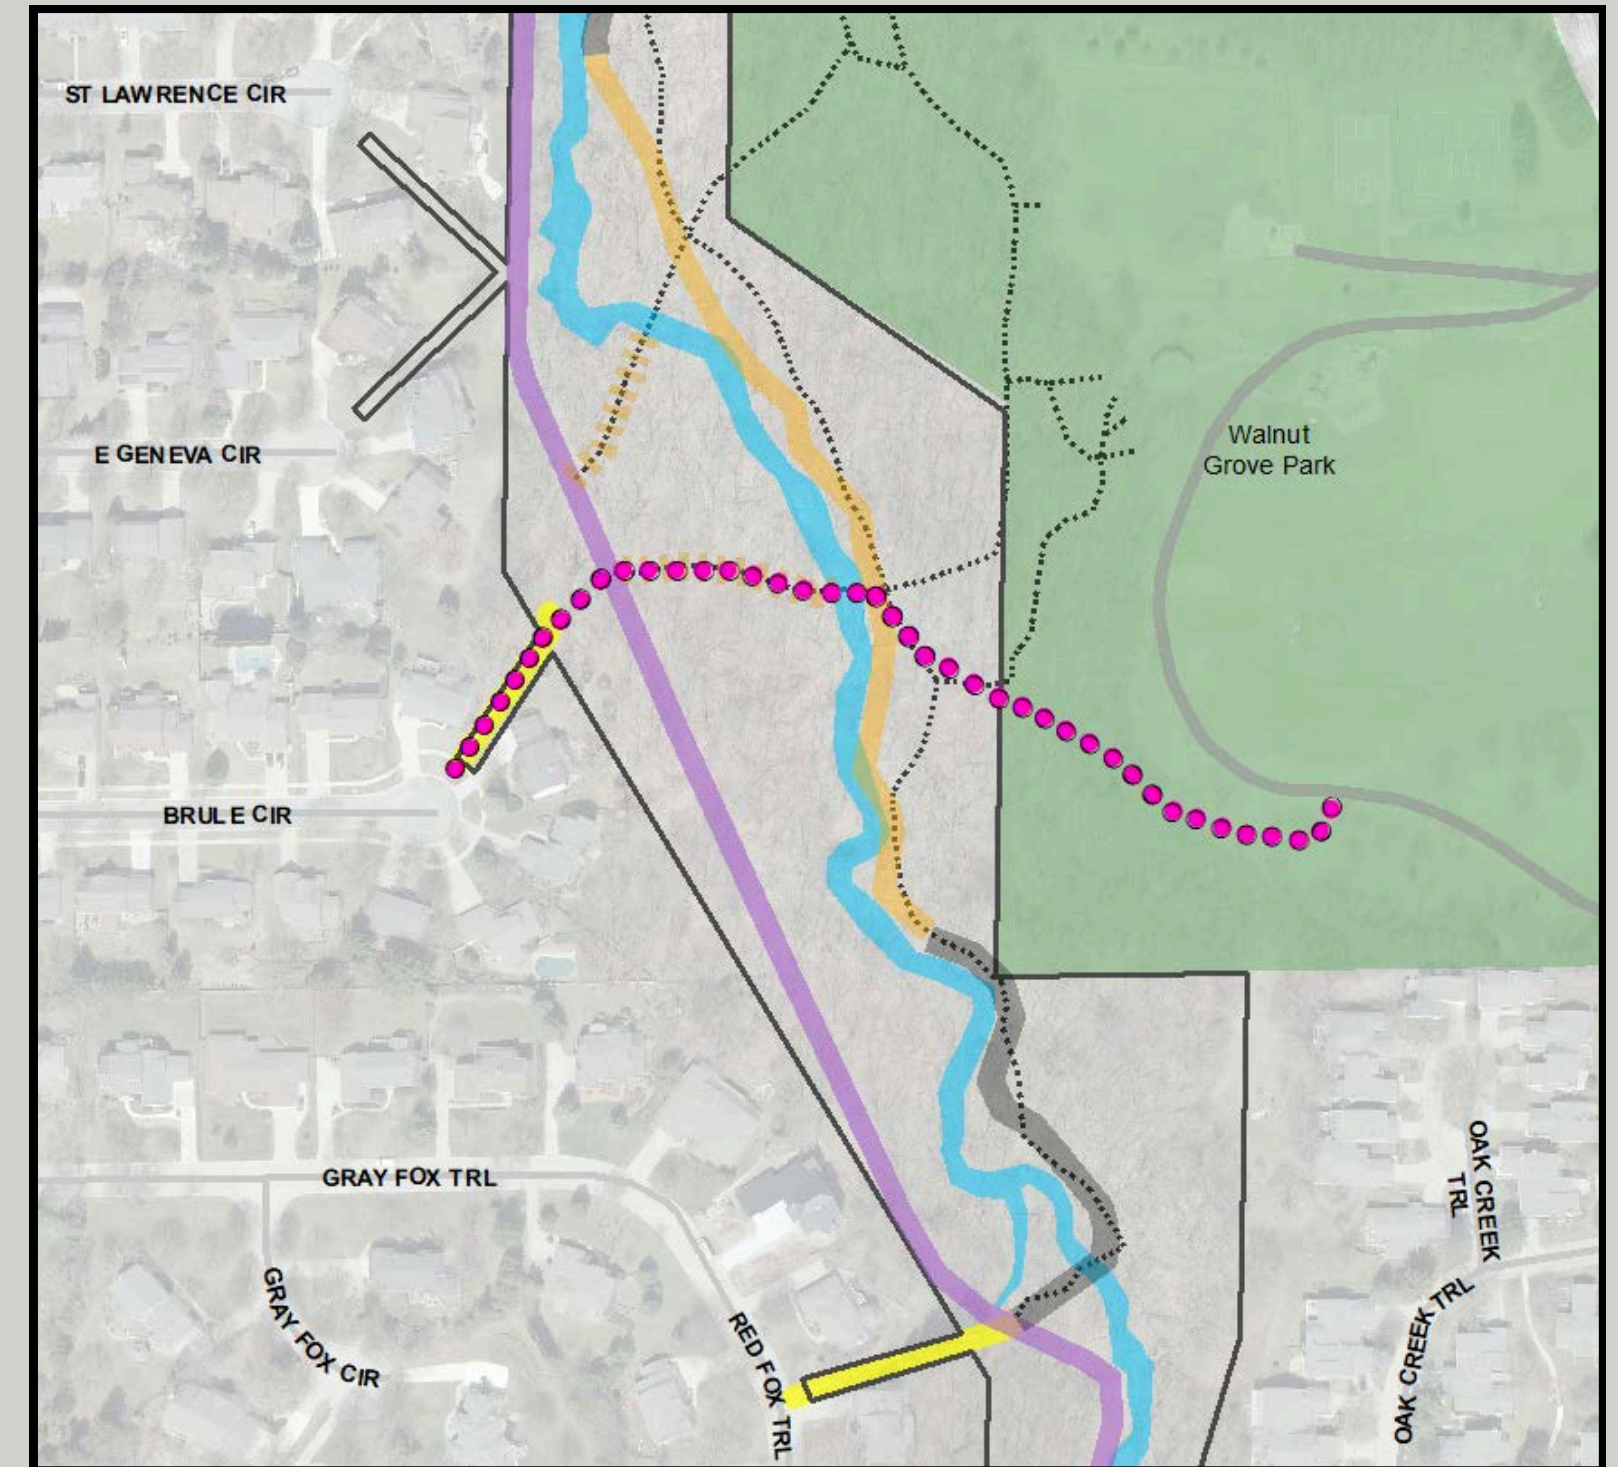 ST LAWRENCE CIR
E GENEVA CIR
Walnut
Grove Park
BRULE CIR
GRAY FOX TRL
OAK CREEK
TRL
GRAY FOX CIR
RED FOX TRL
OAK CREEK TRL